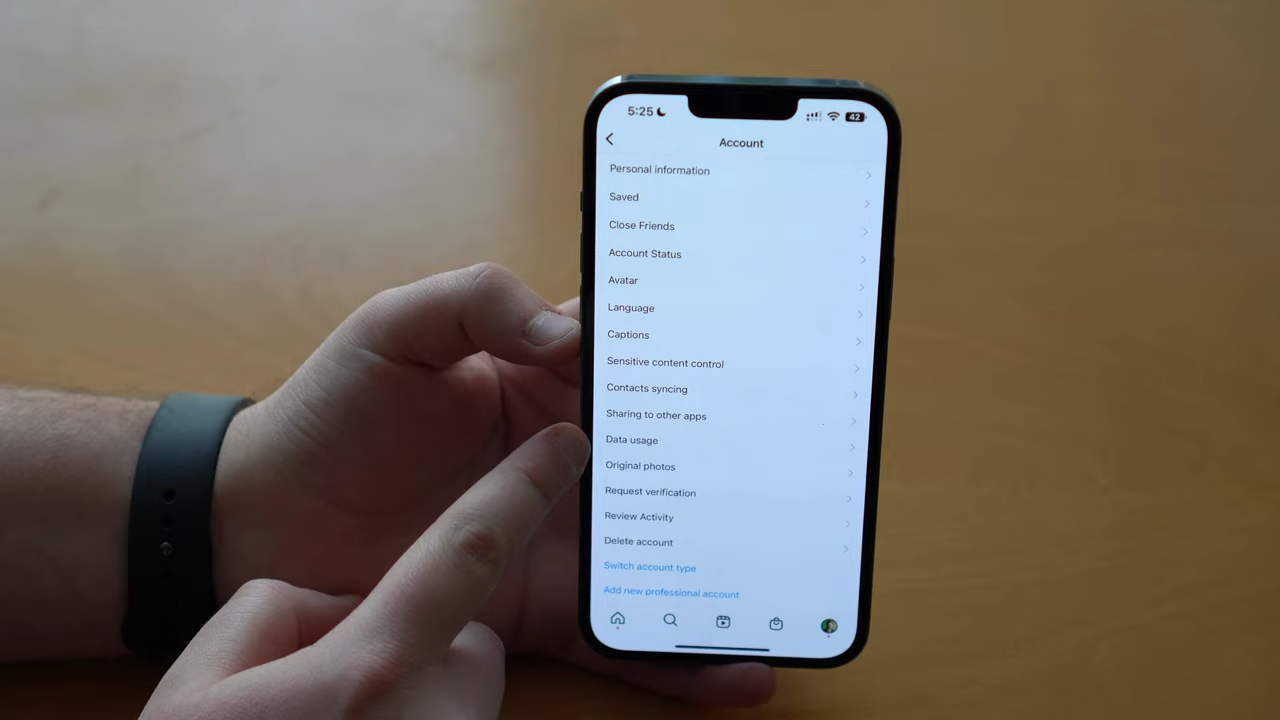 5:25
42
Account
Personal information
Saved
Close Friends
Account Status
Avatar
Language
Captions
Sensitive content control
Contacts syncing
Sharing to other apps
Data usage
Original photos
Request verification
Review Activity
Delete account
Switch account type
Add new professional account